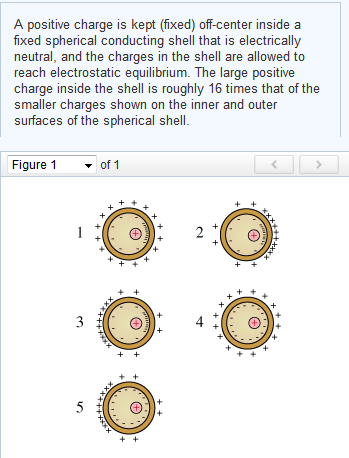 A positive charge is kept (fixed) off-center inside a
fixed spherical conducting shell that is electrically
neutral, and the charges in the shell are allowed to
reach electrostatic equilibrium. The large positive
charge inside the shell is roughly 16 times that of the
smaller charges shown on the inner and outer
surfaces of the spherical shell.
Figure 1 of 1
1 2
3 4
5